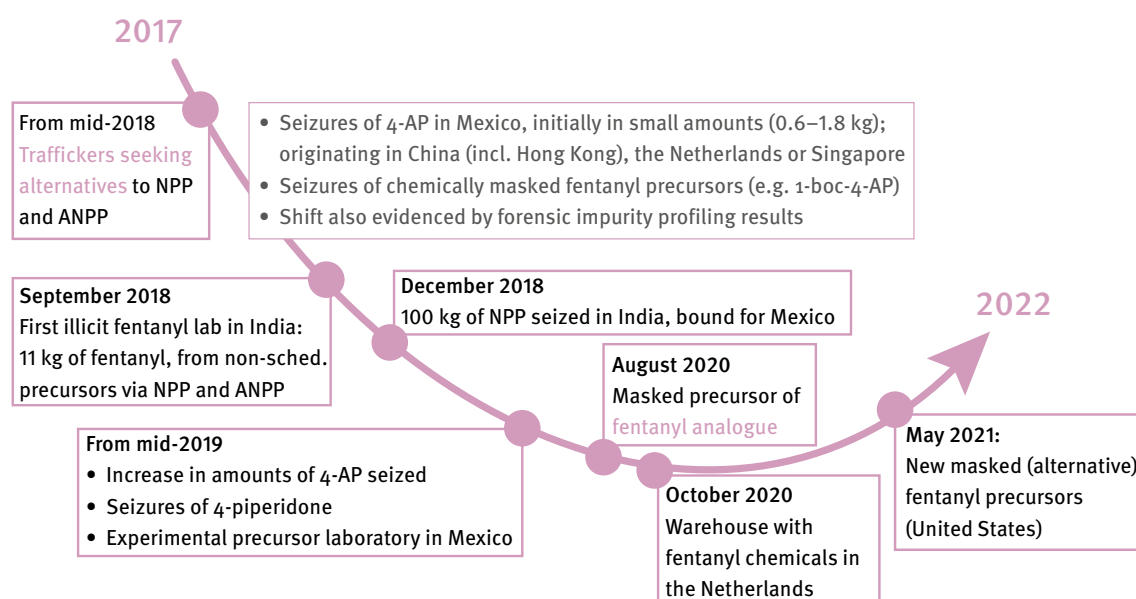 2017
From mid-2018
Traffickers seeking
alternatives to NPP
and ANPP
• Seizures of 4-AP in Mexico, initially in small amounts (0.6–1.8 kg);
originating in China (incl. Hong Kong), the Netherlands or Singapore
• Seizures of chemically masked fentanyl precursors (e.g. 1-boc-4-AP)
• Shift also evidenced by forensic impurity profiling results
September 2018
First illicit fentanyl lab in India:
11 kg of fentanyl, from non-sched.
precursors via NPP and ANPP
December 2018
100 kg of NPP seized in India, bound for Mexico
2022
August 2020
Masked precursor of
fentanyl analogue
From mid-2019
• Increase in amounts of 4-AP seized
• Seizures of 4-piperidone
• Experimental precursor laboratory in Mexico
October 2020
Warehouse with
fentanyl chemicals in
the Netherlands
May 2021:
New masked (alternative)
fentanyl precursors
(United States)